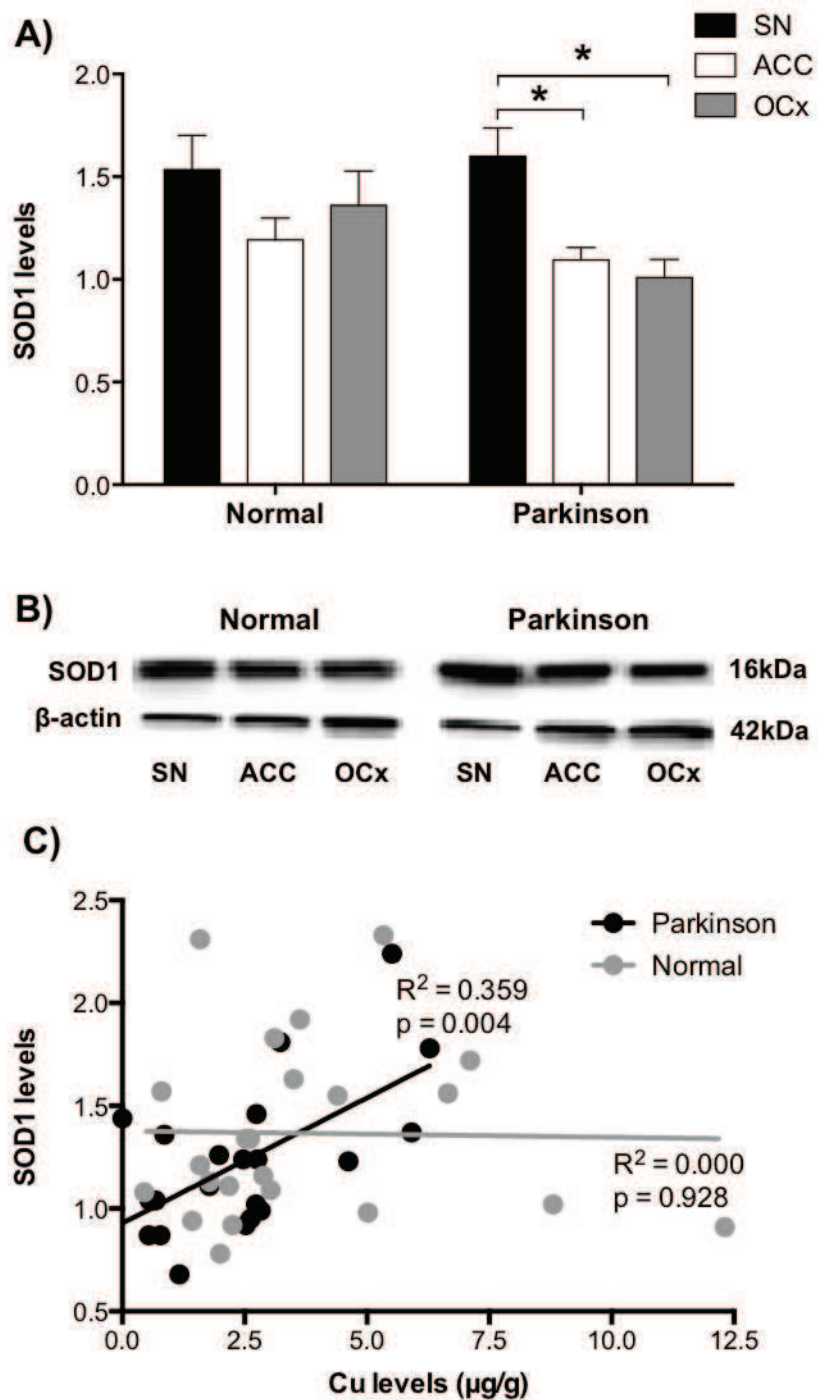 A)
SN
ACC
OCx
*
*
2.0
1.5
1.0
0.5
0.0
SOD1 levels
Normal Parkinson
B)
Normal Parkinson
SOD1 16kDa
β-actin 42kDa
SN ACC OCx SN ACC OCx
C)
2.5
2.0
1.5
1.0
0.5
SOD1 levels
Parkinson
Normal
R² = 0.359
p = 0.004
R² = 0.000
p = 0.928
0.0 2.5 5.0 7.5 10.0 12.5
Cu levels (µg/g)